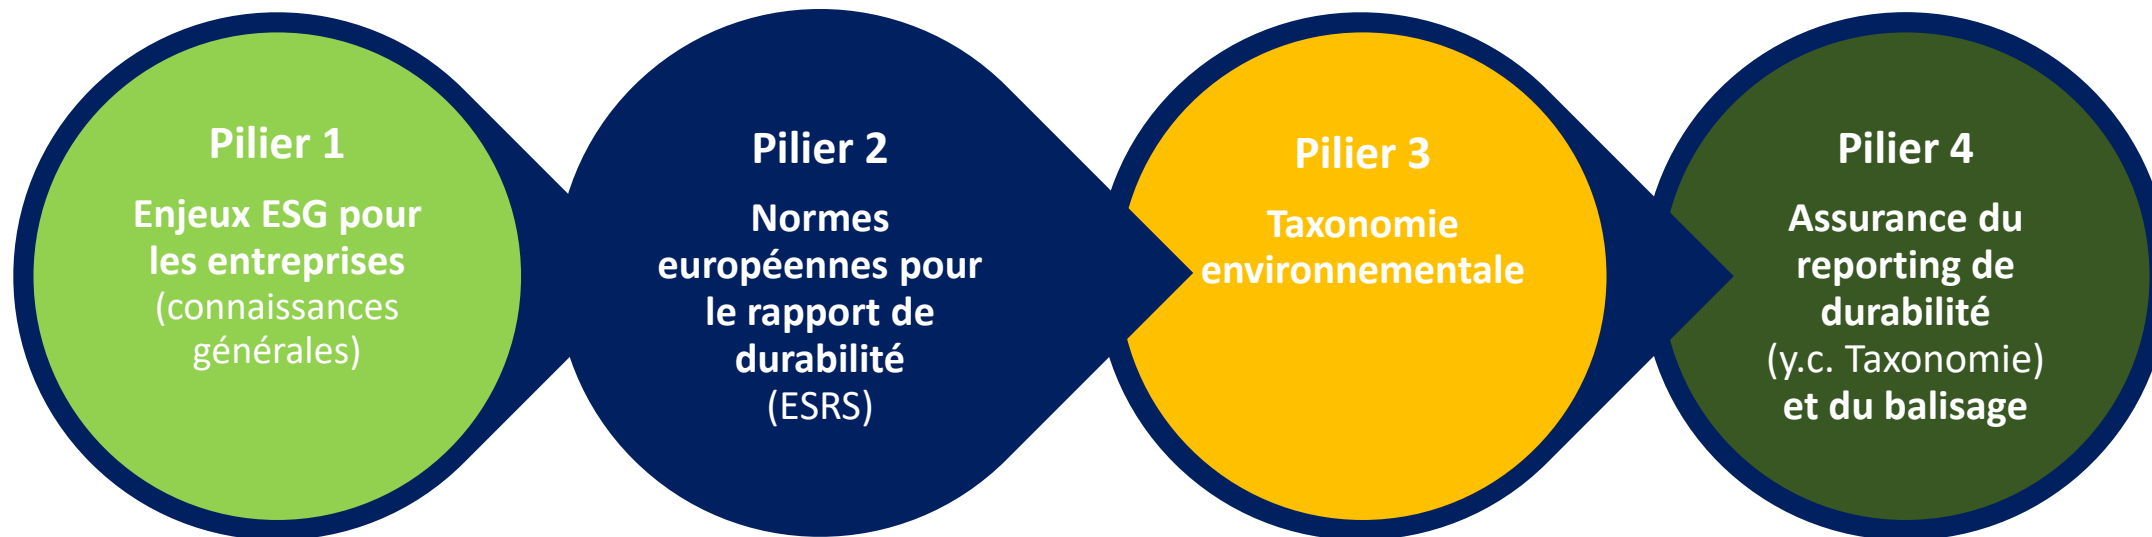 Pilier 1
Enjeux ESG pour
les entreprises
(connaissances
générales)
Pilier 2
Normes
européennes pour
le rapport de
durabilité
(ESRS)
Pilier 3
Taxonomie
environnementale
Pilier 4
Assurance du
reporting de
durabilité
(y.c. Taxonomie)
et du balisage